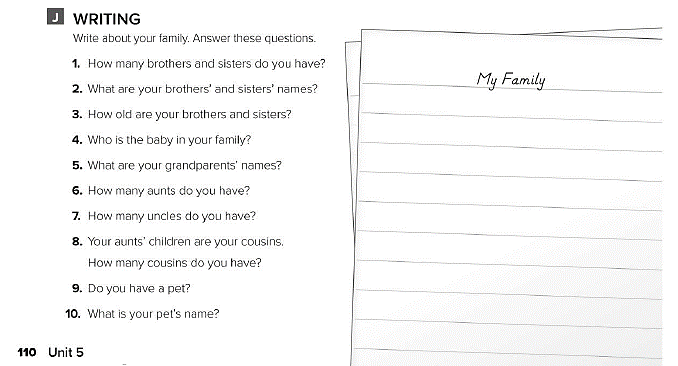 J WRITING
Write about your family. Answer these questions.
1. How many brothers and sisters do you have?
2. What are your brothers' and sisters' names?
3. How old are your brothers and sisters?
4. Who is the baby in your family?
5. What are your grandparents' names?
6. How many aunts do you have?
7. How many uncles do you have?
8. Your aunts' children are your cousins.
How many cousins do you have?
9. Do you have a pet?
10. What is your pet's name?
My Family
110 Unit 5